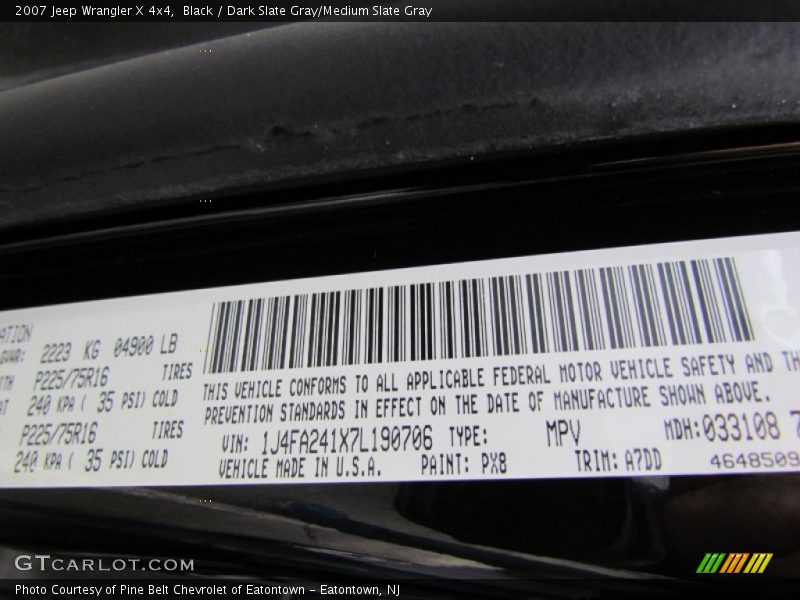 2007 Jeep Wrangler X 4x4,  Black / Dark Slate Gray/Medium Slate Gray
ATION
GVWR: 2223 KG 04900 LB
ITH P225/75R16 TIRES
AT 240 KPA ( 35 PSI) COLD
P225/75R16 TIRES
240 KPA ( 35 PSI) COLD
THIS VEHICLE CONFORMS TO ALL APPLICABLE FEDERAL MOTOR VEHICLE SAFETY AND TH
PREVENTION STANDARDS IN EFFECT ON THE DATE OF MANUFACTURE SHOWN ABOVE.
VIN: 1J4FA241X7L190706 TYPE: MPV MDH:033108 7
VEHICLE MADE IN U.S.A. PAINT: PX8 TRIM: A7DD 4648509
GTCARLOT.COM
Photo Courtesy of Pine Belt Chevrolet of Eatontown – Eatontown, NJ